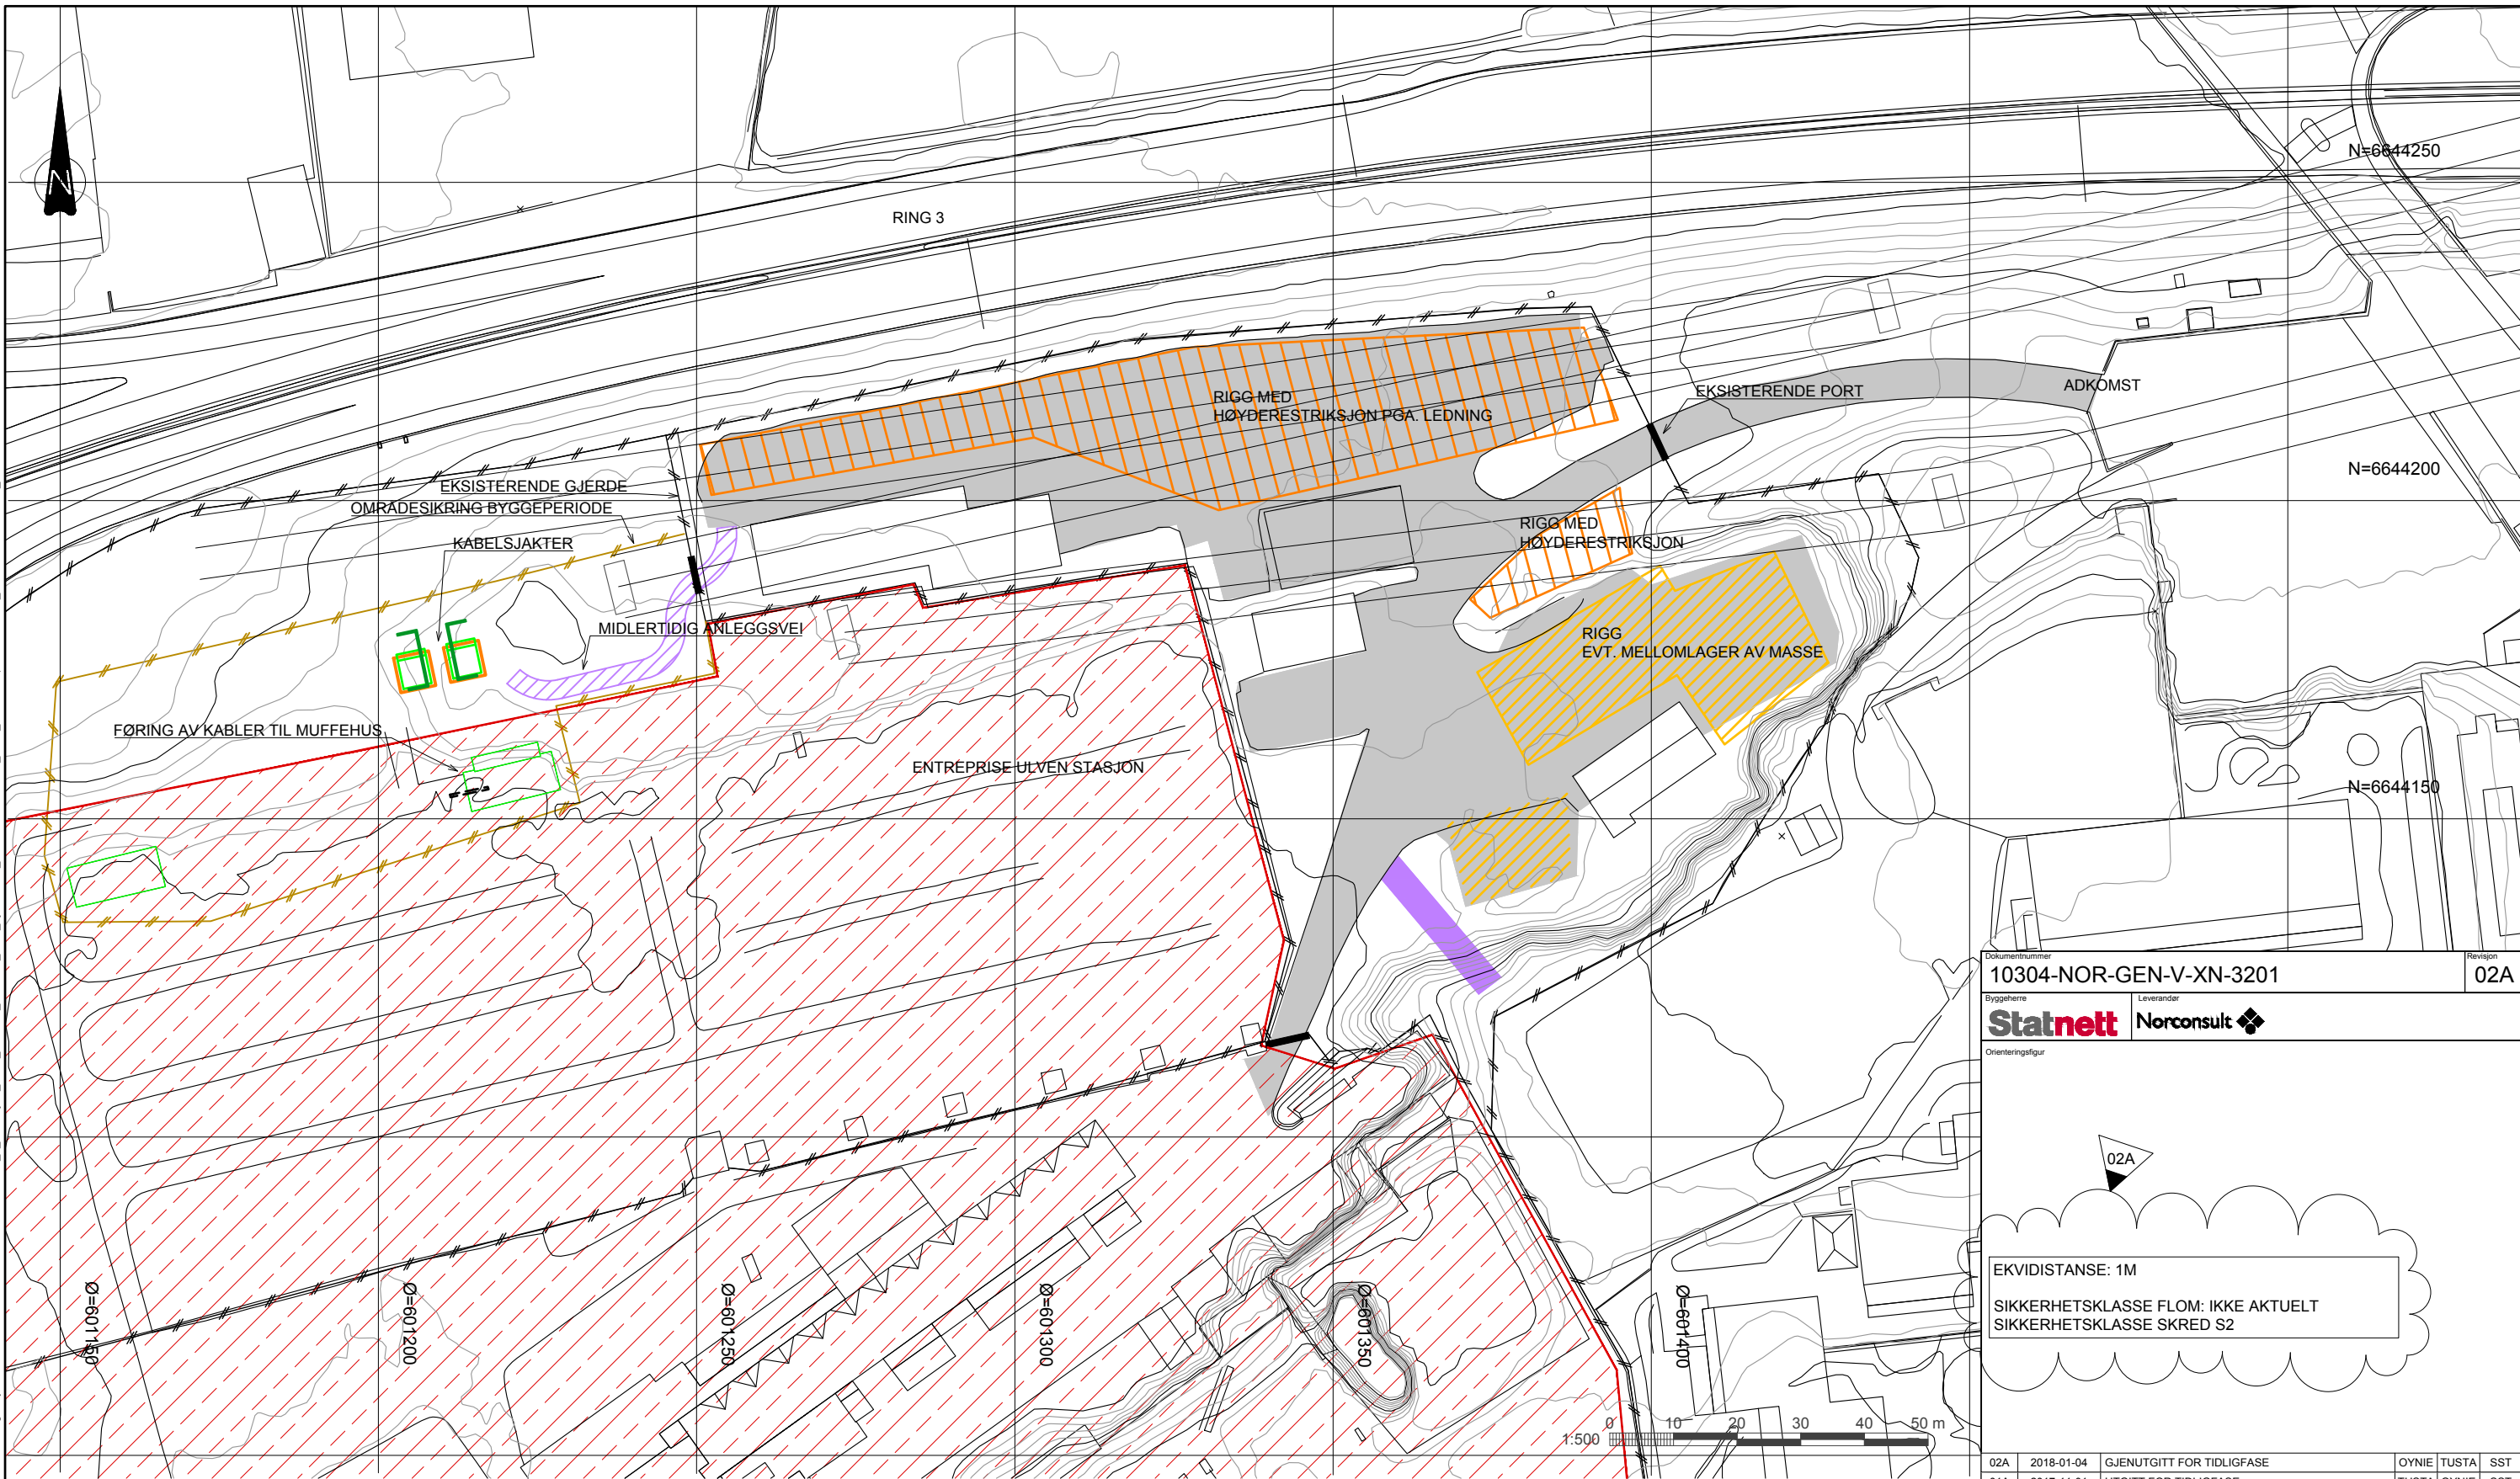 N
RING 3
N=6644250
RIGG MED
HØYDERESTRIKSJON PGA. LEDNING
EKSISTERENDE PORT
ADKOMST
N=6644200
EKSISTERENDE GJERDE
OMRÅDESIKRING BYGGEPERIODE
KABELSJAKTER
RIGG MED
HØYDERESTRIKSJON
MIDLERTIDIG ANLEGGSVEI
RIGG
EVT. MELLOMLAGER AV MASSE
FØRING AV KABLER TIL MUFFEHUS
ENTREPRISE ULVEN STASJON
N=6644150
Dokumentnummer
10304-NOR-GEN-V-XN-3201
Revisjon
02A
Byggeherre
Statnett
Leverandør
Norconsult
Orienteringsfigur
02A
EKVIDISTANSE: 1M
SIKKERHETSKLASSE FLOM: IKKE AKTUELT
SIKKERHETSKLASSE SKRED S2
Ø=601150
Ø=601200
Ø=601250
Ø=601300
Ø=601350
Ø=601400
1:500
0 10 20 30 40 50 m
02A 2018-01-04 GJENUTGITT FOR TIDLIGFASE OYNIE TUSTA SST